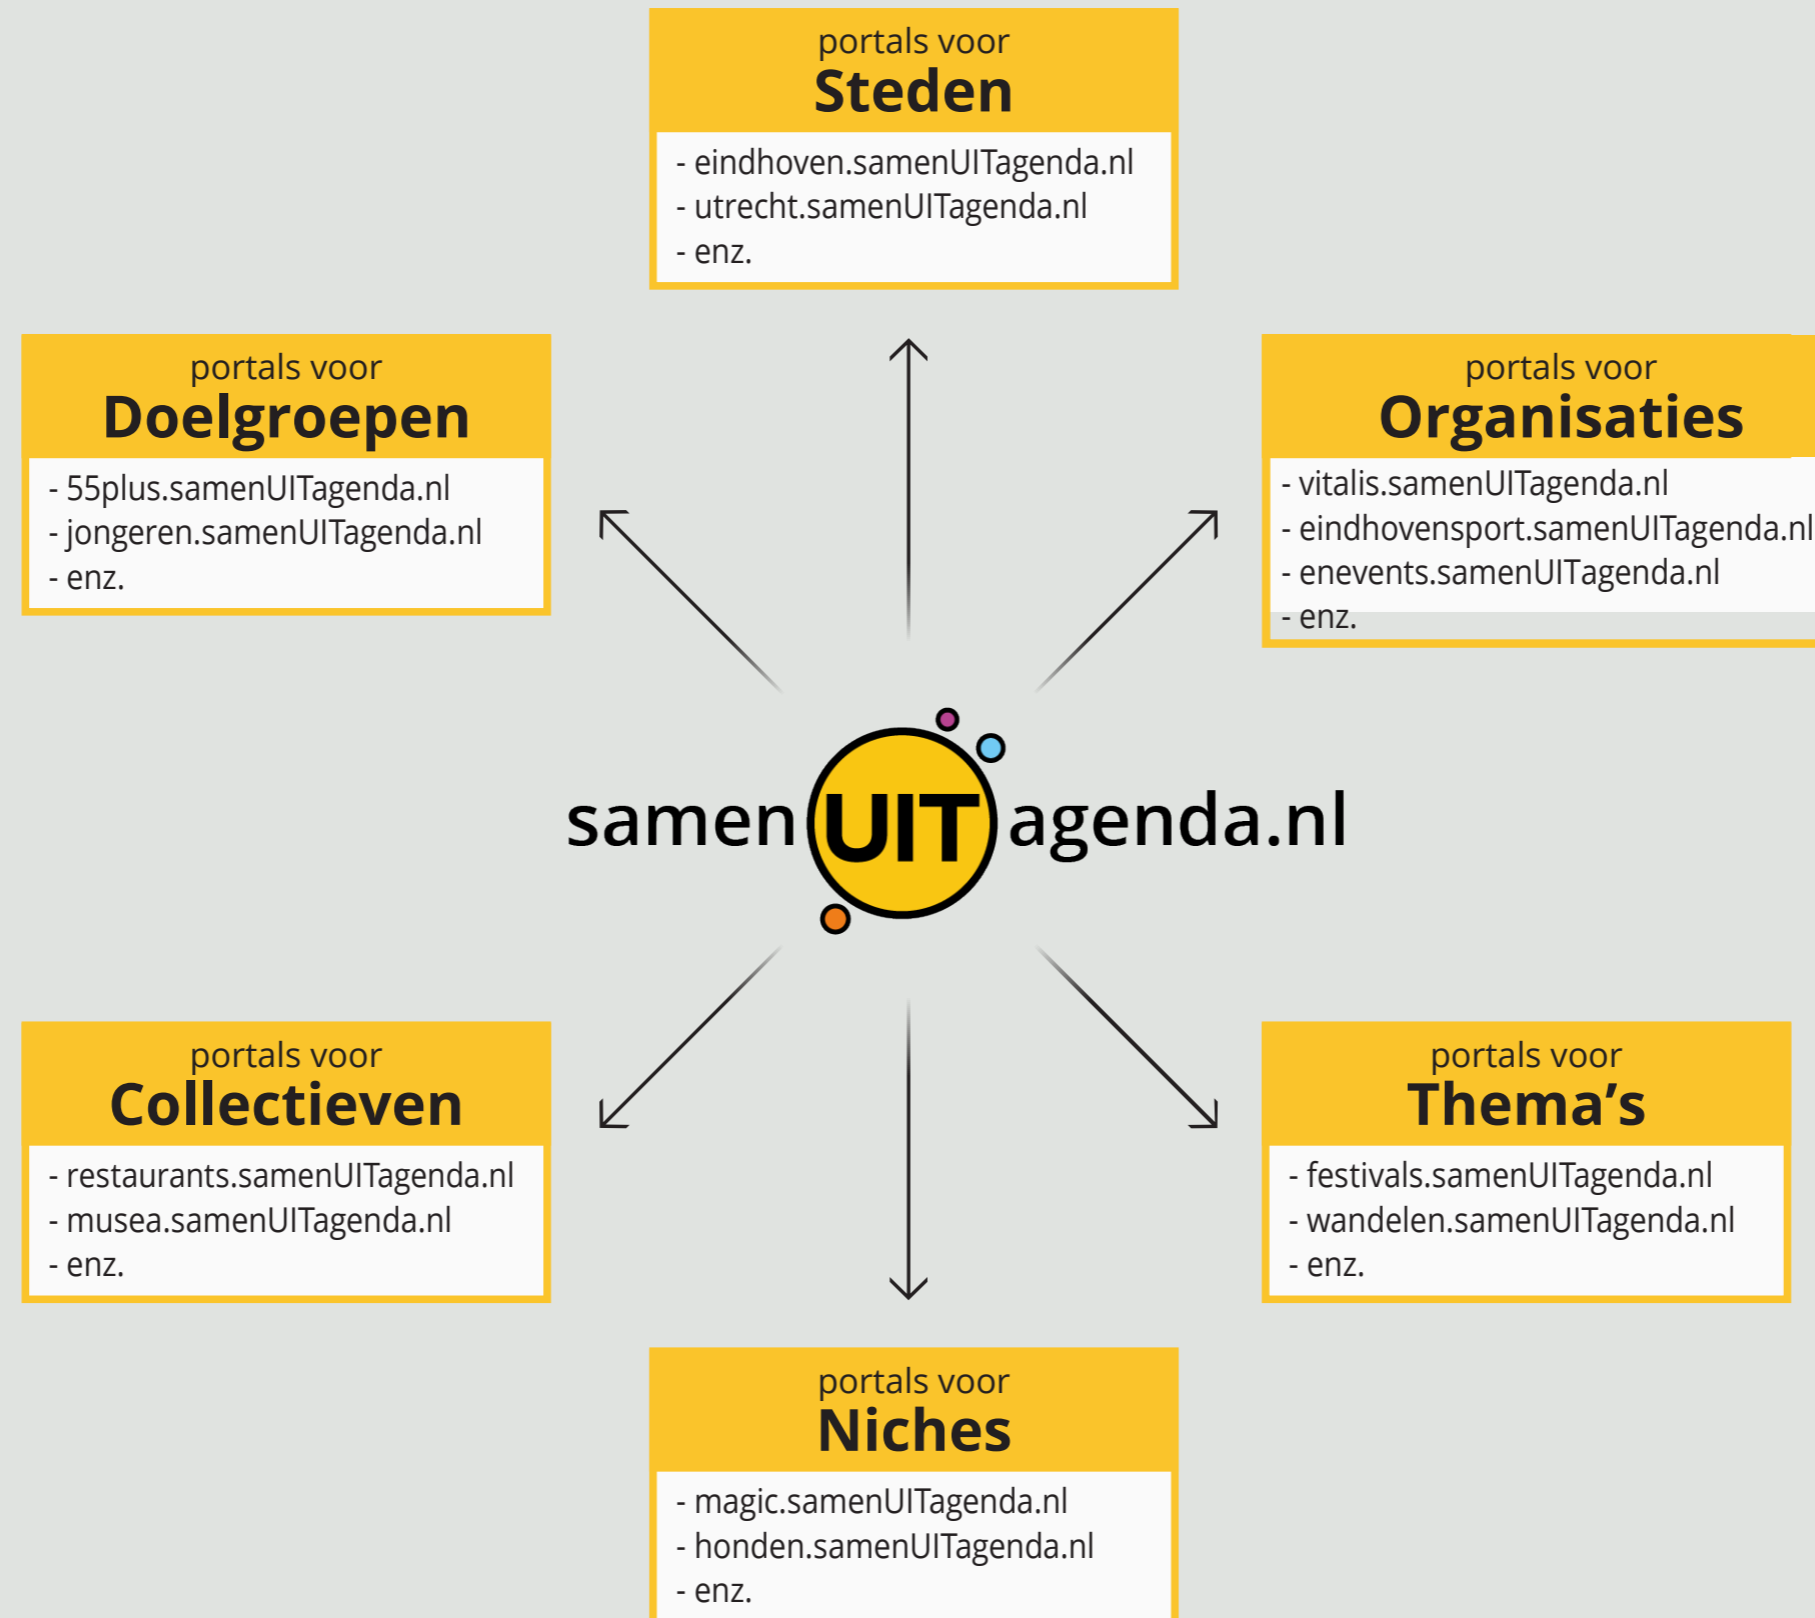 portals voor
Steden
- eindhoven.samenUITagenda.nl
- utrecht.samenUITagenda.nl
- enz.
portals voor
Doelgroepen
- 55plus.samenUITagenda.nl
- jongeren.samenUITagenda.nl
- enz.
portals voor
Organisaties
- vitalis.samenUITagenda.nl
- eindhovensport.samenUITagenda.nl
- enevents.samenUITagenda.nl
- enz.
samenUITagenda.nl
portals voor
Collectieven
- restaurants.samenUITagenda.nl
- musea.samenUITagenda.nl
- enz.
portals voor
Thema’s
- festivals.samenUITagenda.nl
- wandelen.samenUITagenda.nl
- enz.
portals voor
Niches
- magic.samenUITagenda.nl
- honden.samenUITagenda.nl
- enz.